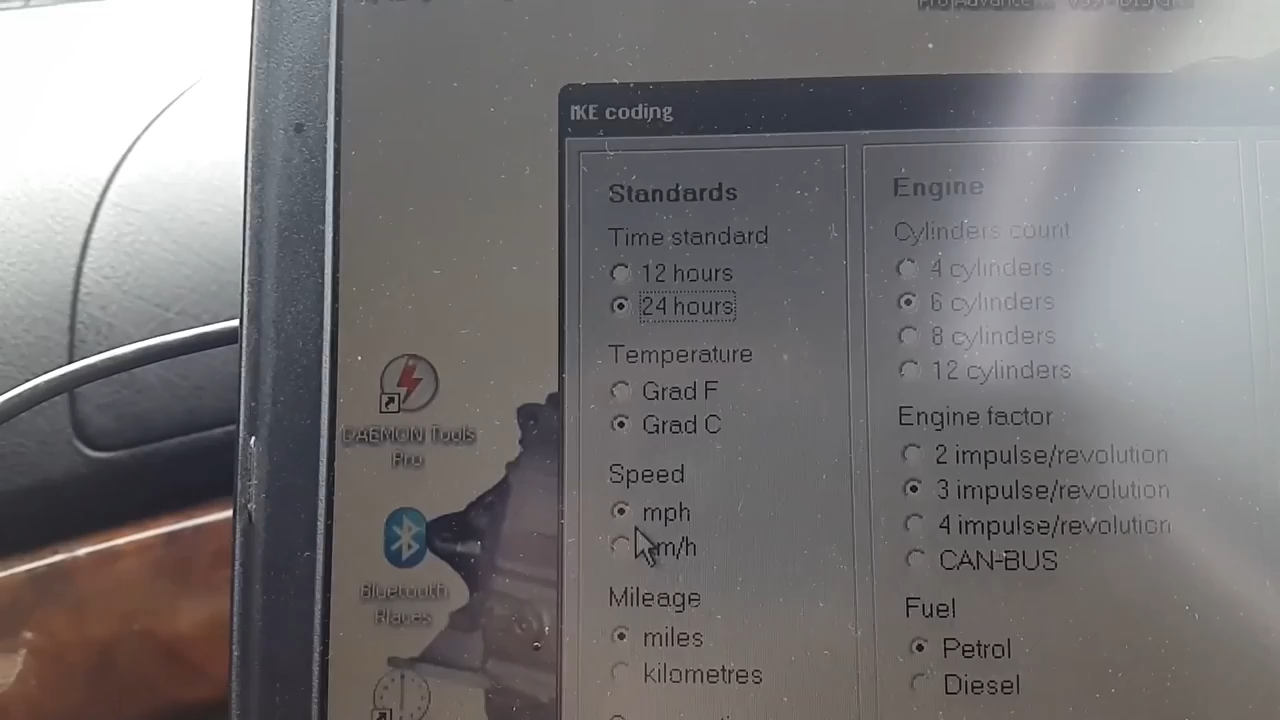 IKE coding
Standards
Time standard
12 hours
24 hours
Temperature
Grad F
Grad C
Speed
mph
m/h
Mileage
miles
kilometres
Engine
Cylinders count
4 cylinders
6 cylinders
8 cylinders
12 cylinders
Engine factor
2 impulse/revolution
3 impulse/revolution
4 impulse/revolution
CAN-BUS
Fuel
Petrol
Diesel
DAEMON Tools
Pro
Bluetooth
Places